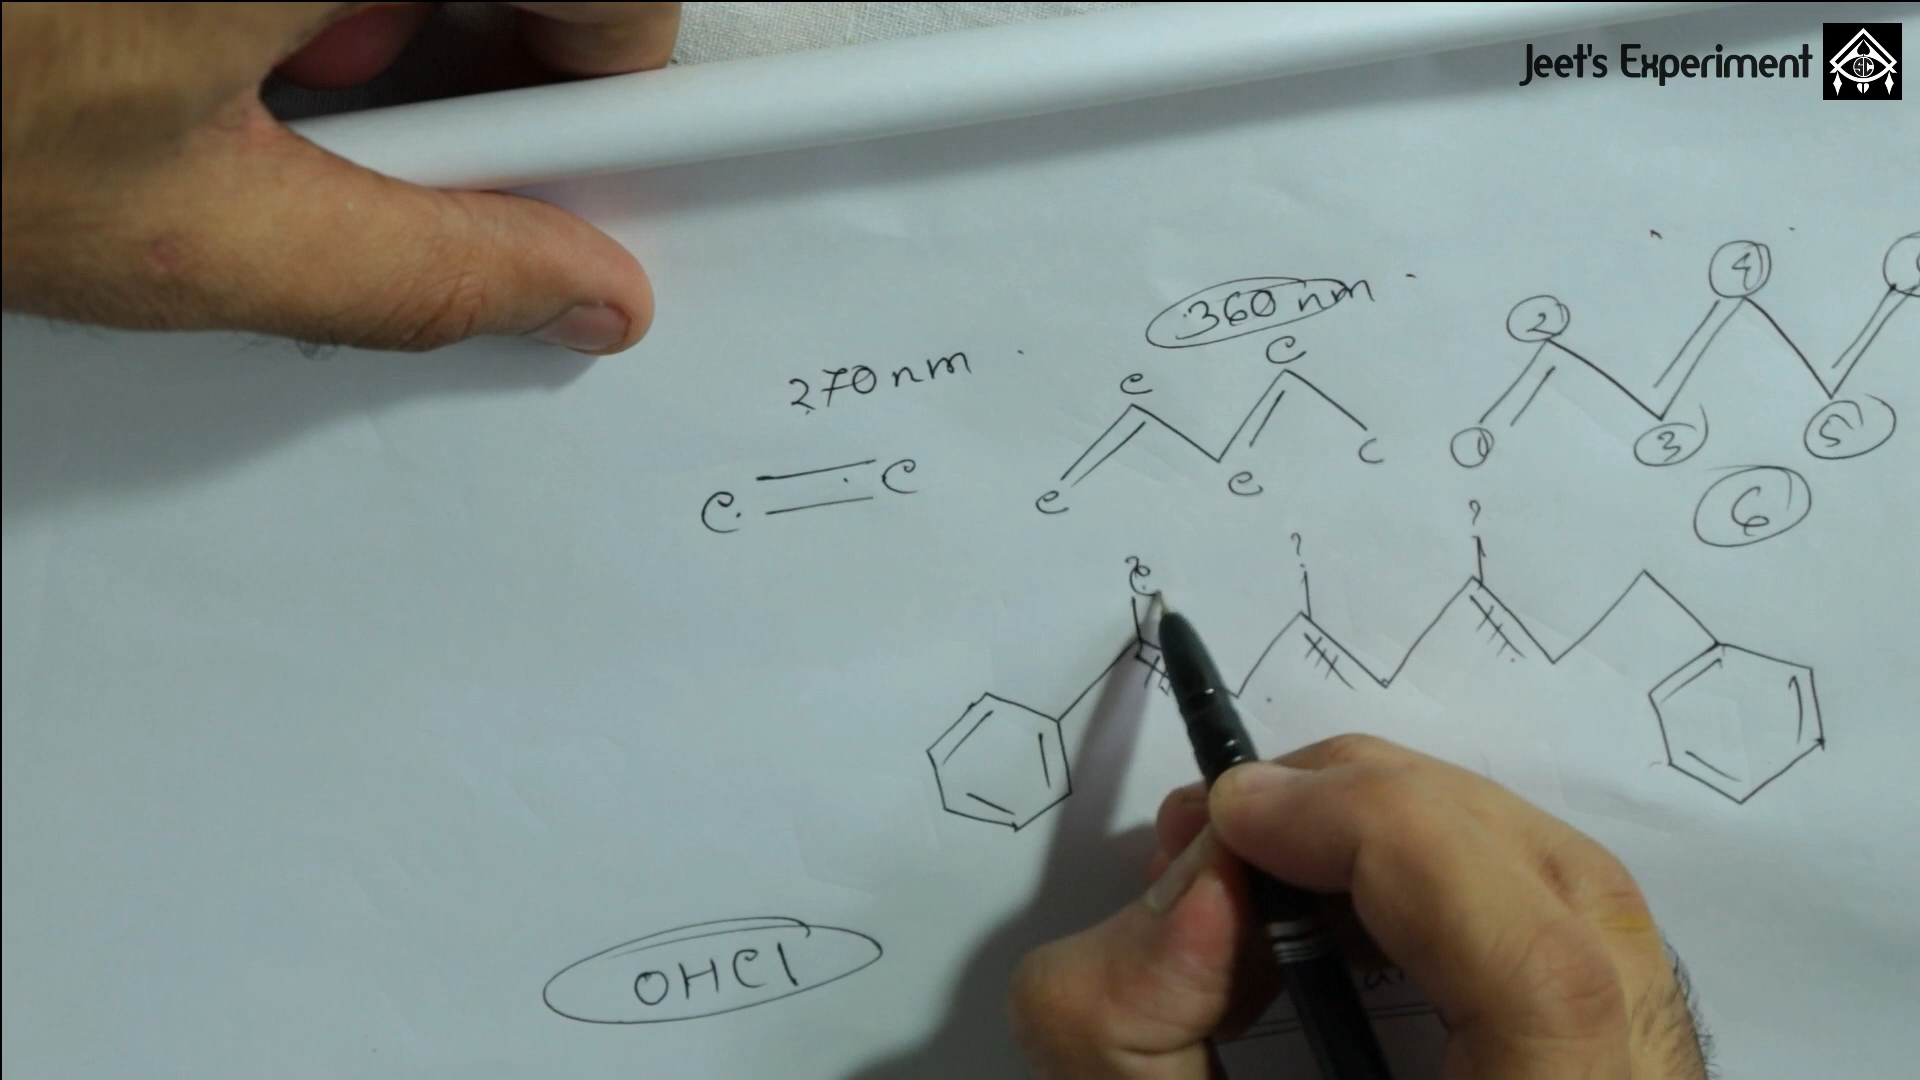 Jeet's Experiment
360 nm
270 nm
C C
C C C C C
1 2 3 4 5
6
? ? ?
OHCl